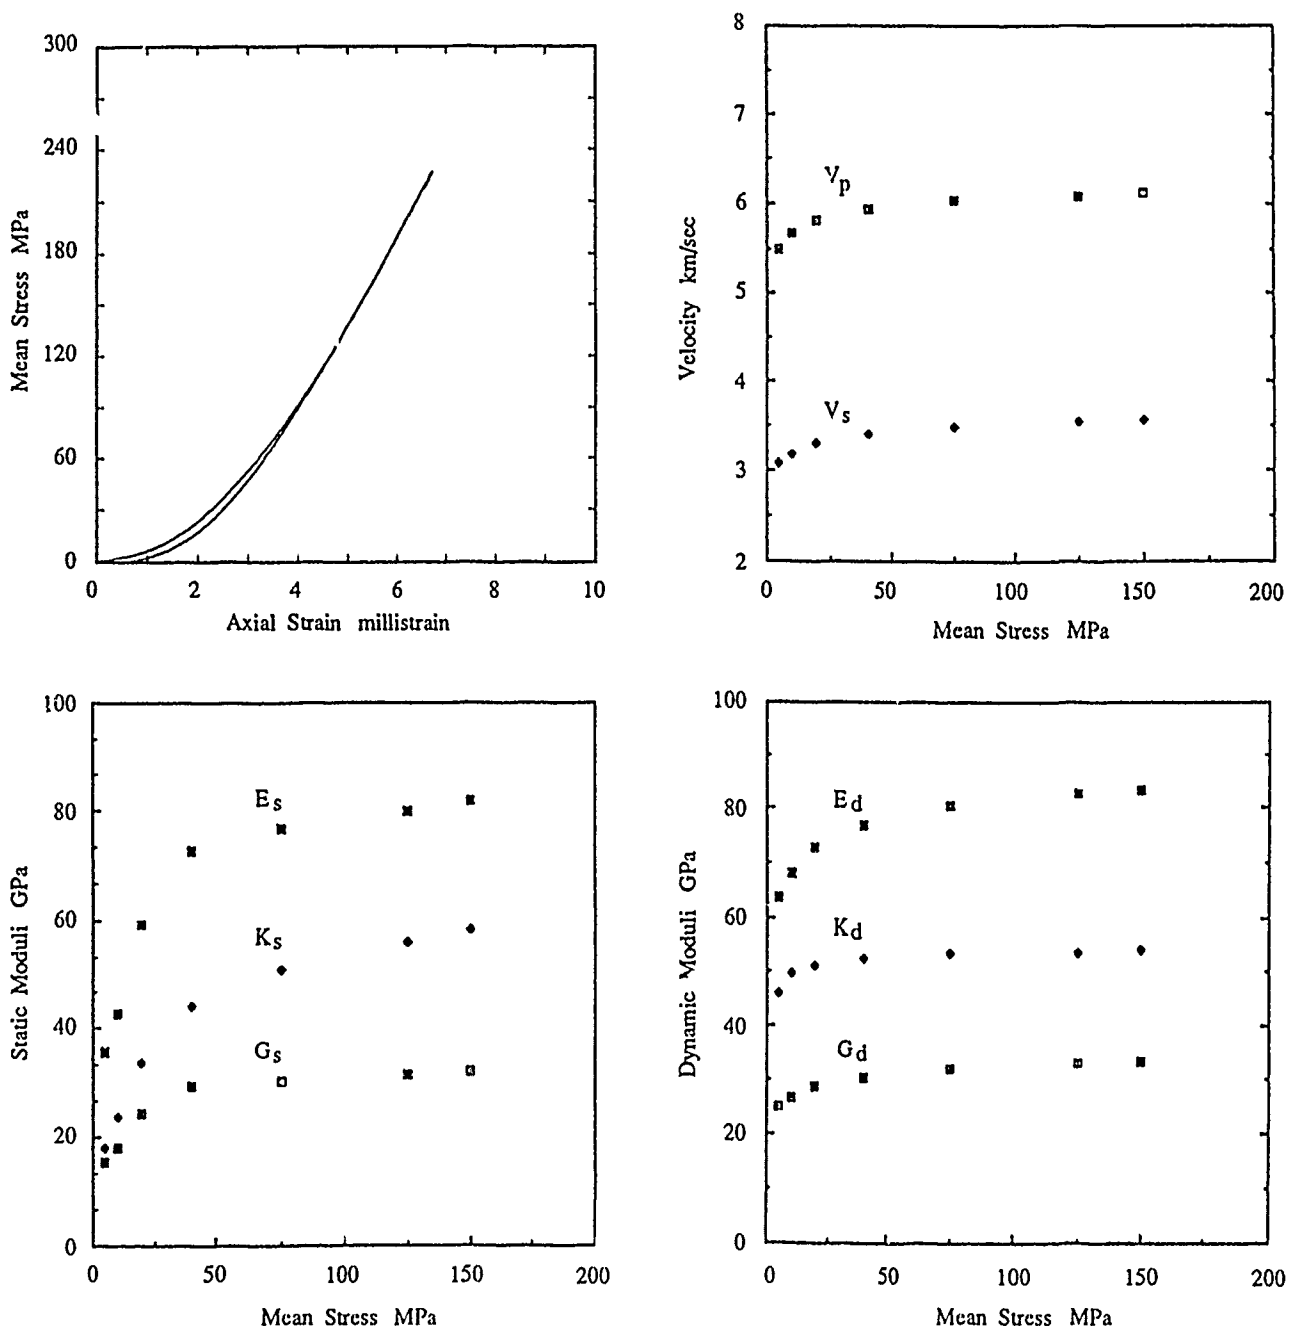 300
240
180
120
60
0
Mean Stress MPa
0 2 4 6 8 10
Axial Strain millistrain
8
7
6
5
4
3
2
Velocity km/sec
Vp
Vs
0 50 100 150 200
Mean Stress MPa
100
80
60
40
20
0
Static Moduli GPa
Es
Ks
Gs
0 50 100 150 200
Mean Stress MPa
100
80
60
40
20
0
Dynamic Moduli GPa
Ed
Kd
Gd
0 50 100 150 200
Mean Stress MPa